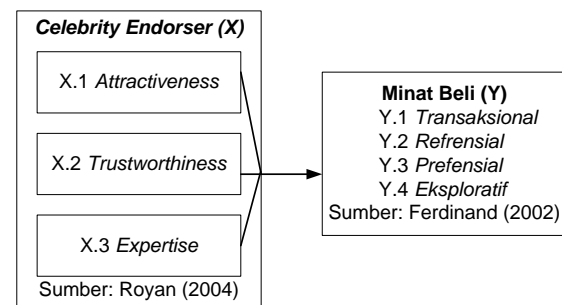 Celebrity Endorser (X)
X.1 Attractiveness
X.2 Trustworthiness
X.3 Expertise
Sumber: Royan (2004)
Minat Beli (Y)
Y.1 Transaksional
Y.2 Refrensial
Y.3 Prefensial
Y.4 Eksploratif
Sumber: Ferdinand (2002)